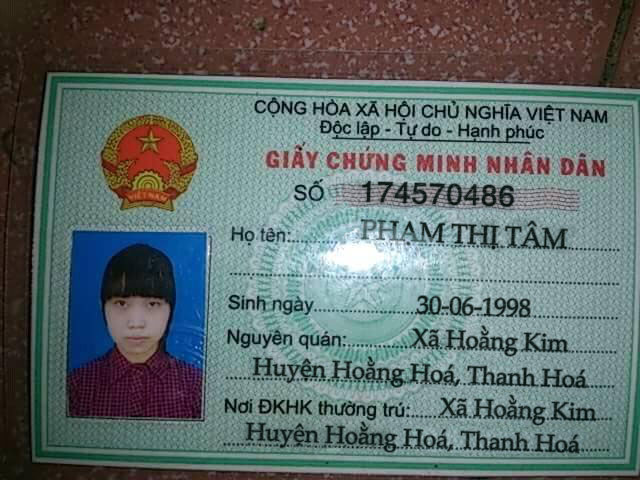 CỘNG HÒA XÃ HỘI CHỦ NGHĨA VIỆT NAM
Độc lập - Tự do - Hạnh phúc
GIẤY CHỨNG MINH NHÂN DÂN
SỐ 174570486
Họ tên: PHẠM THỊ TÂM
Sinh ngày 30-06-1998
Nguyên quán: Xã Hoằng Kim
Huyện Hoằng Hoá, Thanh Hoá
Nơi ĐKHK thường trú: Xã Hoằng Kim
Huyện Hoằng Hoá, Thanh Hoá
VIỆT NAM